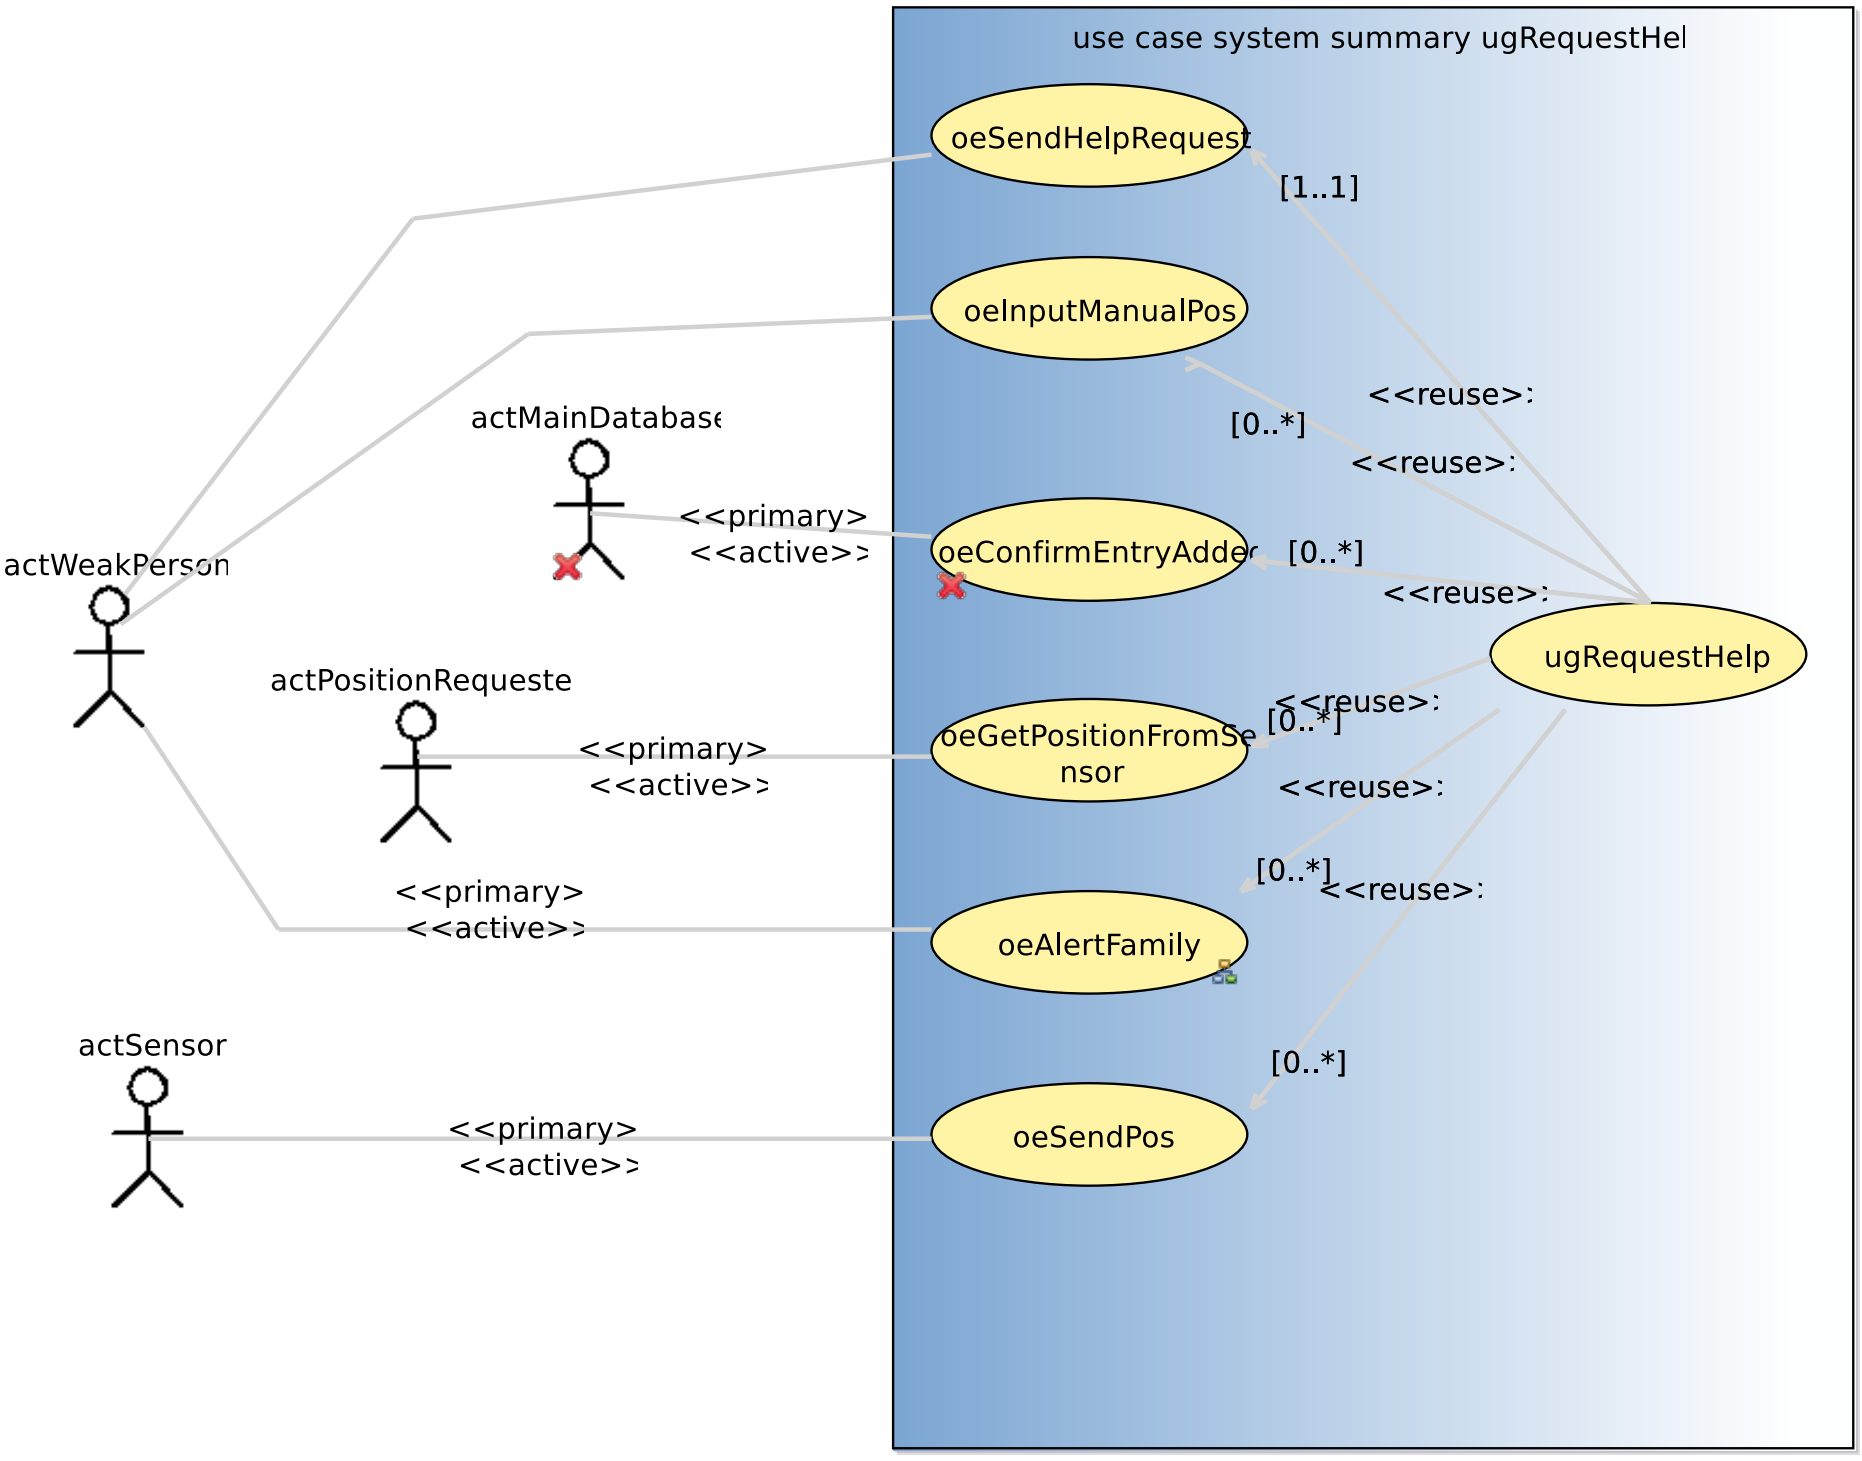 use case system summary ugRequestHel
oeSendHelpRequest
[1..1]
oeInputManualPos
<<reuse>>
actMainDatabase
[0..*]
<<reuse>>
<<primary>
<<active>>
oeConfirmEntryAdded
[0..*]
actWeakPerson
<<reuse>>
ugRequestHelp
actPositionRequeste
<<reuse>>
[0..*]
oeGetPositionFromSe
nsor
<<primary>
<<active>>
<<reuse>>
[0..*]
<<primary>
<<active>>
<<reuse>>
oeAlertFamily
actSensor
[0..*]
<<primary>
<<active>>
oeSendPos